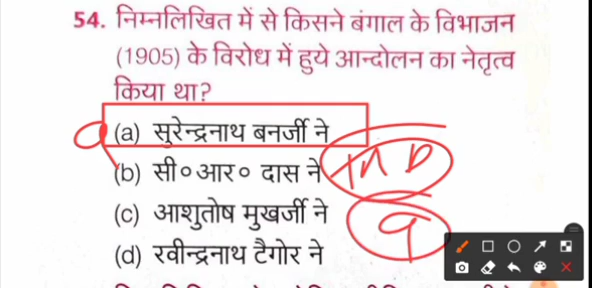 54. निम्नलिखित में से किसने बंगाल के विभाजन
(1905) के विरोध में हुये आन्दोलन का नेतृत्व
किया था?
(a) सुरेन्द्रनाथ बनर्जी ने
(b) सी०आर० दास ने
(c) आशुतोष मुखर्जी ने
(d) रवीन्द्रनाथ टैगोर ने